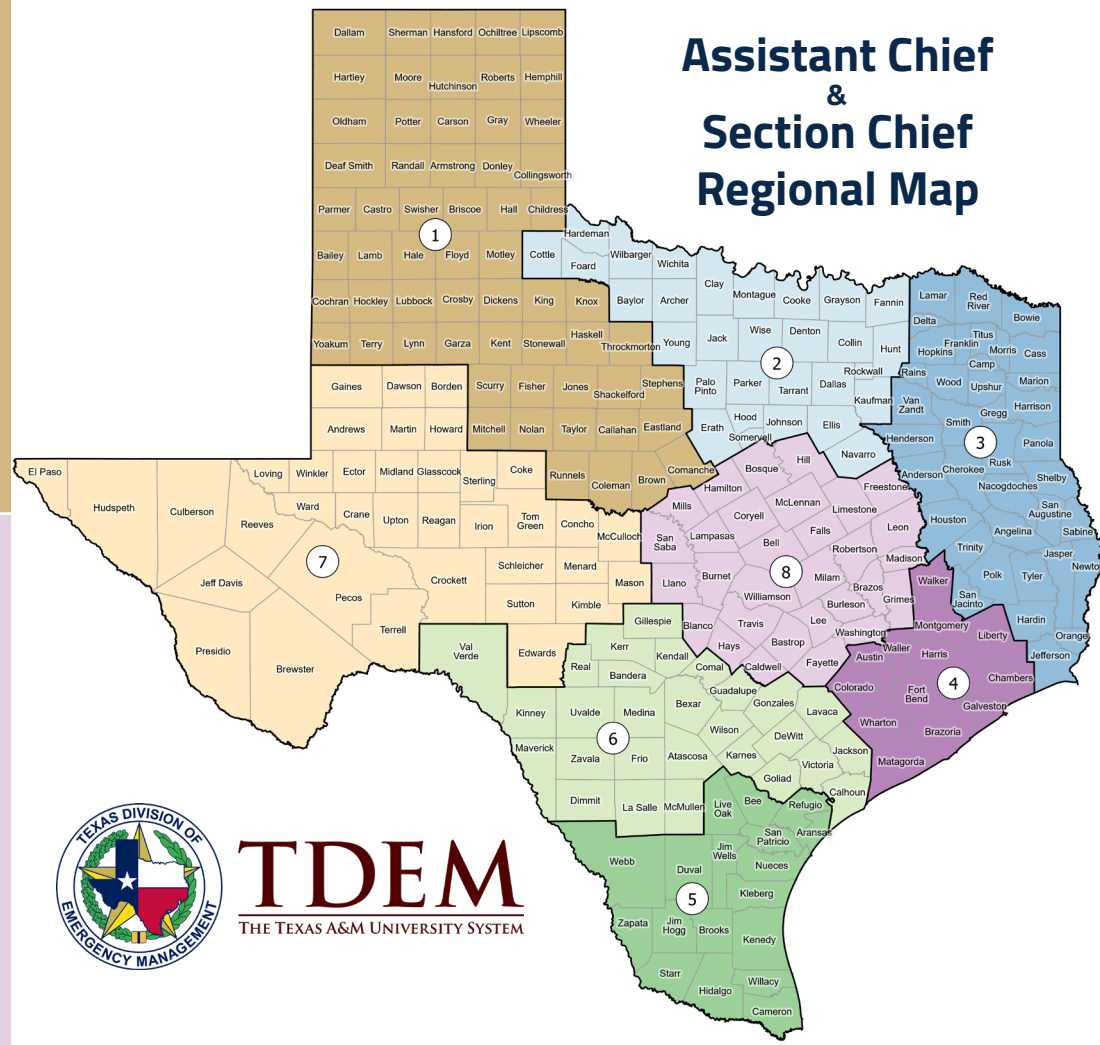 Assistant Chief
&
Section Chief
Regional Map
Dallam Sherman Hansford Ochiltree Lipscomb
Hartley Moore Hutchinson Roberts Hemphill
Oldham Potter Carson Gray Wheeler
Deaf Smith Randall Armstrong Donley Collingsworth
Parmer Castro Swisher Briscoe Hall Childress
1
Bailey Lamb Hale Floyd Motley
Cochran Hockley Lubbock Crosby Dickens King Knox
Yoakum Terry Lynn Garza Kent Stonewall Haskell Throckmorton
Scurry Fisher Jones Shackelford Stephens
Mitchell Nolan Taylor Callahan Eastland
Runnels Coleman Brown Comanche
Hardeman
Cottle Foard Wilbarger Wichita
Baylor Archer Clay Montague Cooke Grayson Fannin
Young Jack Wise Denton Collin Hunt
2
Palo Pinto Parker Tarrant Dallas Rockwall Kaufman
Erath Hood Somervell Johnson Ellis Navarro
Lamar Red River Bowie
Delta Titus Franklin Hopkins Morris Cass
Camp Rains Wood Upshur Marion
Van Zandt Smith Gregg Harrison
3
Henderson Rusk Panola
Anderson Cherokee Nacogdoches Shelby
San Augustine Sabine
Houston Angelina Trinity Jasper Newto
Polk Tyler San Jacinto Hardin Orange Jefferson
Walker Montgomery Liberty
Waller Austin Harris Chambers
4
Colorado Fort Bend Galveston
Wharton Brazoria Matagorda
Gaines Dawson Borden
Andrews Martin Howard
El Paso Hudspeth Culberson Reeves Loving Winkler Ector Midland Glasscock Sterling Coke
Ward Crane Upton Reagan Irion Tom Green Concho McCulloch
7
Jeff Davis Pecos Crockett Schleicher Menard Mason
Sutton Kimble
Presidio Brewster Terrell Edwards
Hill Bosque Hamilton Freestone
Mills McLennan Limestone Coryell
San Saba Lampasas Bell Falls Leon
Robertson Madison
8
Llano Burnet Williamson Milam Brazos Grimes
Burleson Blanco Travis Lee Washington
Hays Bastrop Caldwell Fayette
Val Verde Gillespie Kerr Kendall Real Bandera Comal
Guadalupe Gonzales Lavaca
Kinney Uvalde Medina Bexar Wilson DeWitt Jackson
6
Maverick Zavala Frio Atascosa Karnes Victoria
Goliad Calhoun
Dimmit La Salle McMullen
Live Oak Bee Refugio
San Patricio Aransas
Webb Duval Jim Wells Nueces
5
Kleberg
Zapata Jim Hogg Brooks Kenedy
Starr Hidalgo Willacy
Cameron
TEXAS DIVISION OF
EMERGENCY MANAGEMENT
TDEM
THE TEXAS A&M UNIVERSITY SYSTEM